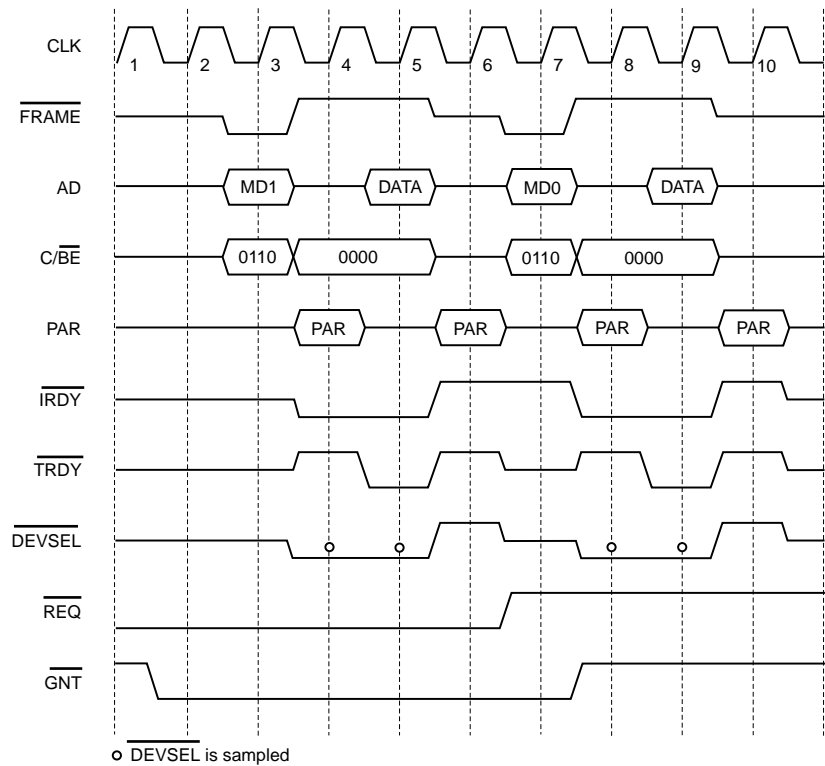 CLK
1 2 3 4 5 6 7 8 9 10
FRAME
AD MD1 DATA MD0 DATA
C/BE 0110 0000 0110 0000
PAR PAR PAR PAR PAR
IRDY
TRDY
DEVSEL
REQ
GNT
DEVSEL is sampled